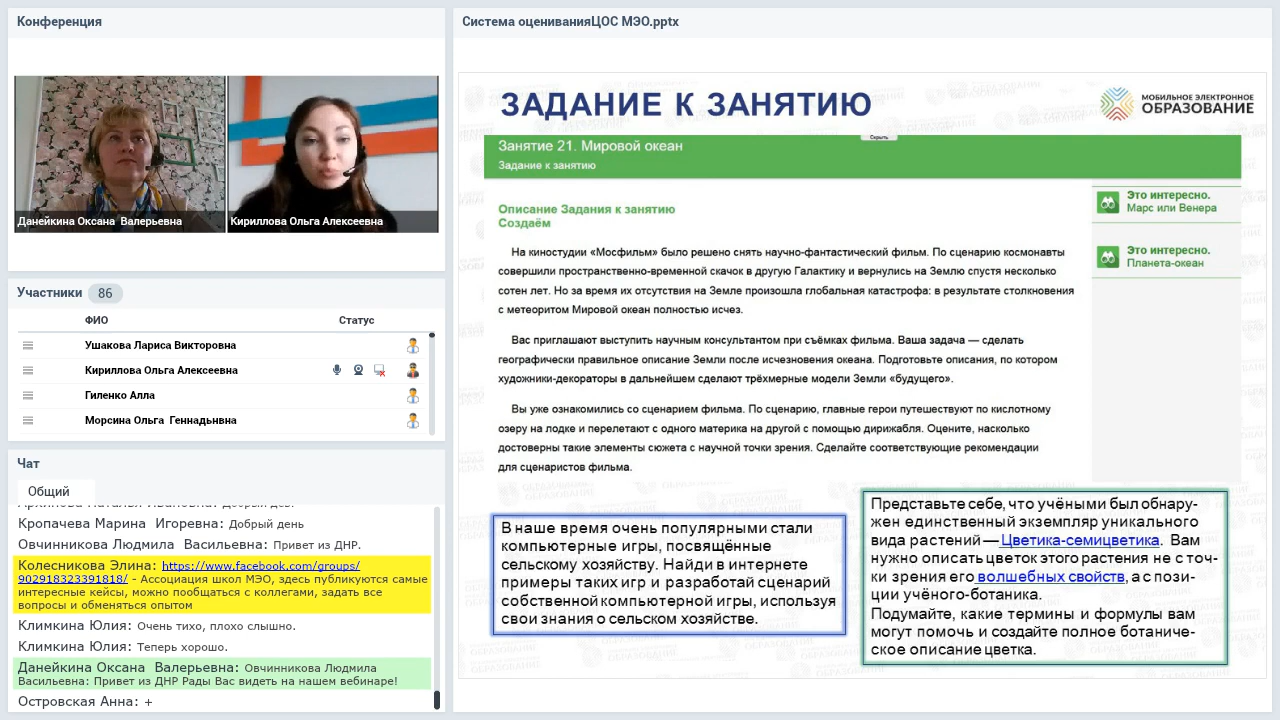 Конференция
Данейкина Оксана Валерьевна
Кириллова Ольга Алексеевна
Участники 86
ФИО Статус
Ушакова Лариса Викторовна
Кириллова Ольга Алексеевна
Гиленко Алла
Морсина Ольга Геннадьнвна
Чат
Общий
Кропачева Марина Игоревна: Добрый день
Овчинникова Людмила Васильевна: Привет из ДНР.
Колесникова Элина: https://www.facebook.com/groups/
902918323391818/ - Ассоциация школ МЭО, здесь публикуются самые
интересные кейсы, можно пообщаться с коллегами, задать все
вопросы и обменяться опытом
Климкина Юлия: Очень тихо, плохо слышно.
Климкина Юлия: Теперь хорошо.
Данейкина Оксана Валерьевна: Овчинникова Людмила
Васильевна: Привет из ДНР Рады Вас видеть на нашем вебинаре!
Островская Анна: +
Система оцениванияЦОС МЭО.pptx
ЗАДАНИЕ К ЗАНЯТИЮ
МОБИЛЬНОЕ ЭЛЕКТРОННОЕ
ОБРАЗОВАНИЕ
Скрыть
Занятие 21. Мировой океан
Задание к занятию
Описание Задания к занятию
Создаём
На киностудии «Мосфильм» было решено снять научно-фантастический фильм. По сценарию космонавты
совершили пространственно-временной скачок в другую Галактику и вернулись на Землю спустя несколько
сотен лет. Но за время их отсутствия на Земле произошла глобальная катастрофа: в результате столкновения
с метеоритом Мировой океан полностью исчез.
Вас приглашают выступить научным консультантом при съёмках фильма. Ваша задача — сделать
географически правильное описание Земли после исчезновения океана. Подготовьте описания, по котором
художники-декораторы в дальнейшем сделают трёхмерные модели Земли «будущего».
Вы уже ознакомились со сценарием фильма. По сценарию, главные герои путешествуют по кислотному
озеру на лодке и перелетают с одного материка на другой с помощью дирижабля. Оцените, насколько
достоверны такие элементы сюжета с научной точки зрения. Сделайте соответствующие рекомендации
для сценаристов фильма.
Это интересно.
Марс или Венера
Это интересно.
Планета-океан
В наше время очень популярными стали
компьютерные игры, посвящённые
сельскому хозяйству. Найди в интернете
примеры таких игр и разработай сценарий
собственной компьютерной игры, используя
свои знания о сельском хозяйстве.
Представьте себе, что учёными был обнару-
жен единственный экземпляр уникального
вида растений — Цветика-семицветика. Вам
нужно описать цветок этого растения не с точ-
ки зрения его волшебных свойств, а с пози-
ции учёного-ботаника.
Подумайте, какие термины и формулы вам
могут помочь и создайте полное ботаниче-
ское описание цветка.